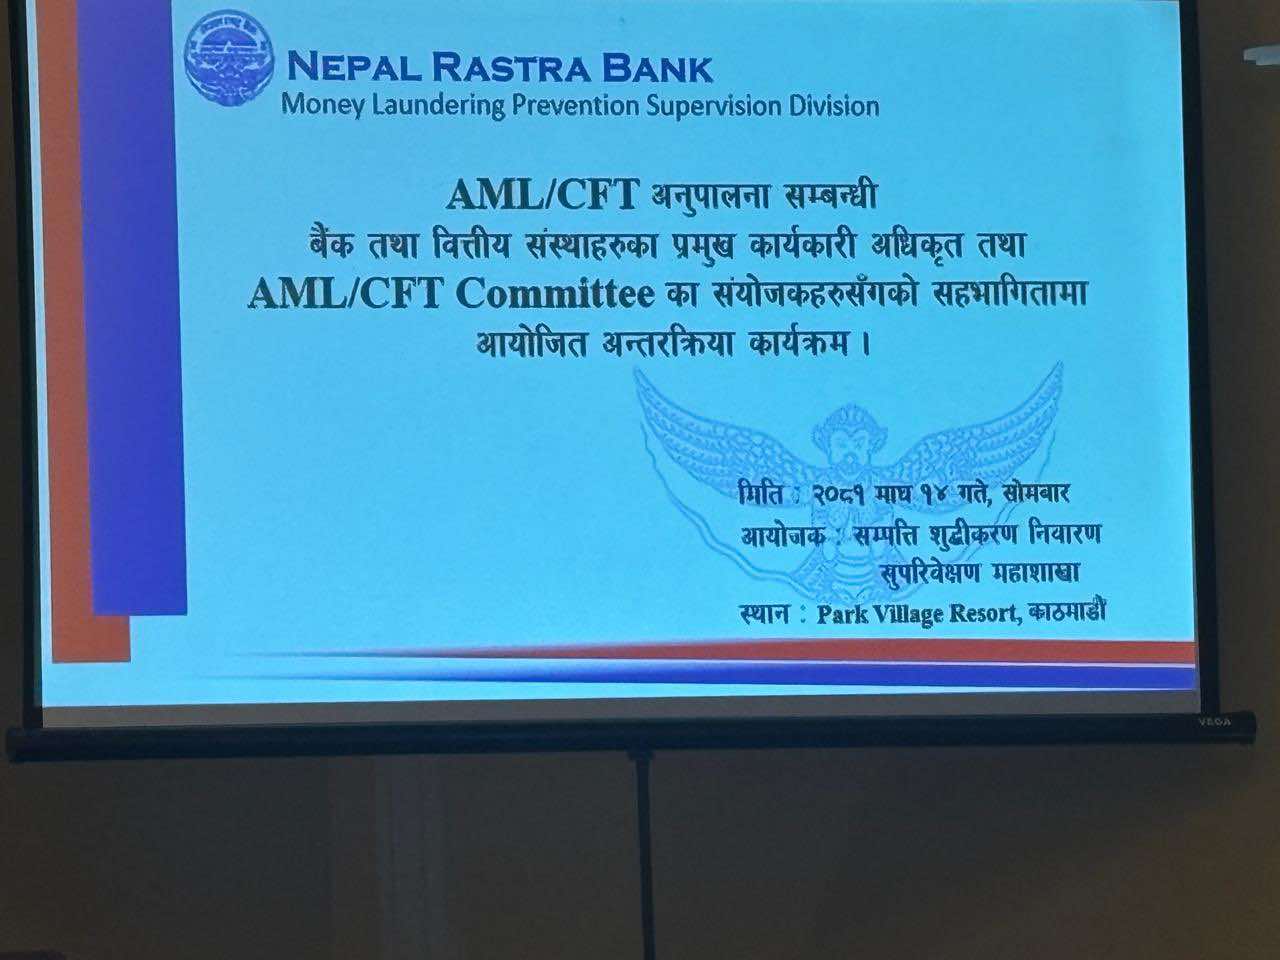 NEPAL RASTRA BANK
Money Laundering Prevention Supervision Division
AML/CFT अनुपालना सम्बन्धी
बैंक तथा वित्तीय संस्थाहरुका प्रमुख कार्यकारी अधिकृत तथा
AML/CFT Committee का संयोजकहरुसँगको सहभागितामा
आयोजित अन्तरक्रिया कार्यक्रम ।
मिति : २०८१ माघ १४ गते, सोमबार
आयोजक : सम्पत्ति शुद्धीकरण निवारण
सुपरिवेक्षण महाशाखा
स्थान : Park Village Resort, काठमाडौं
VEGA